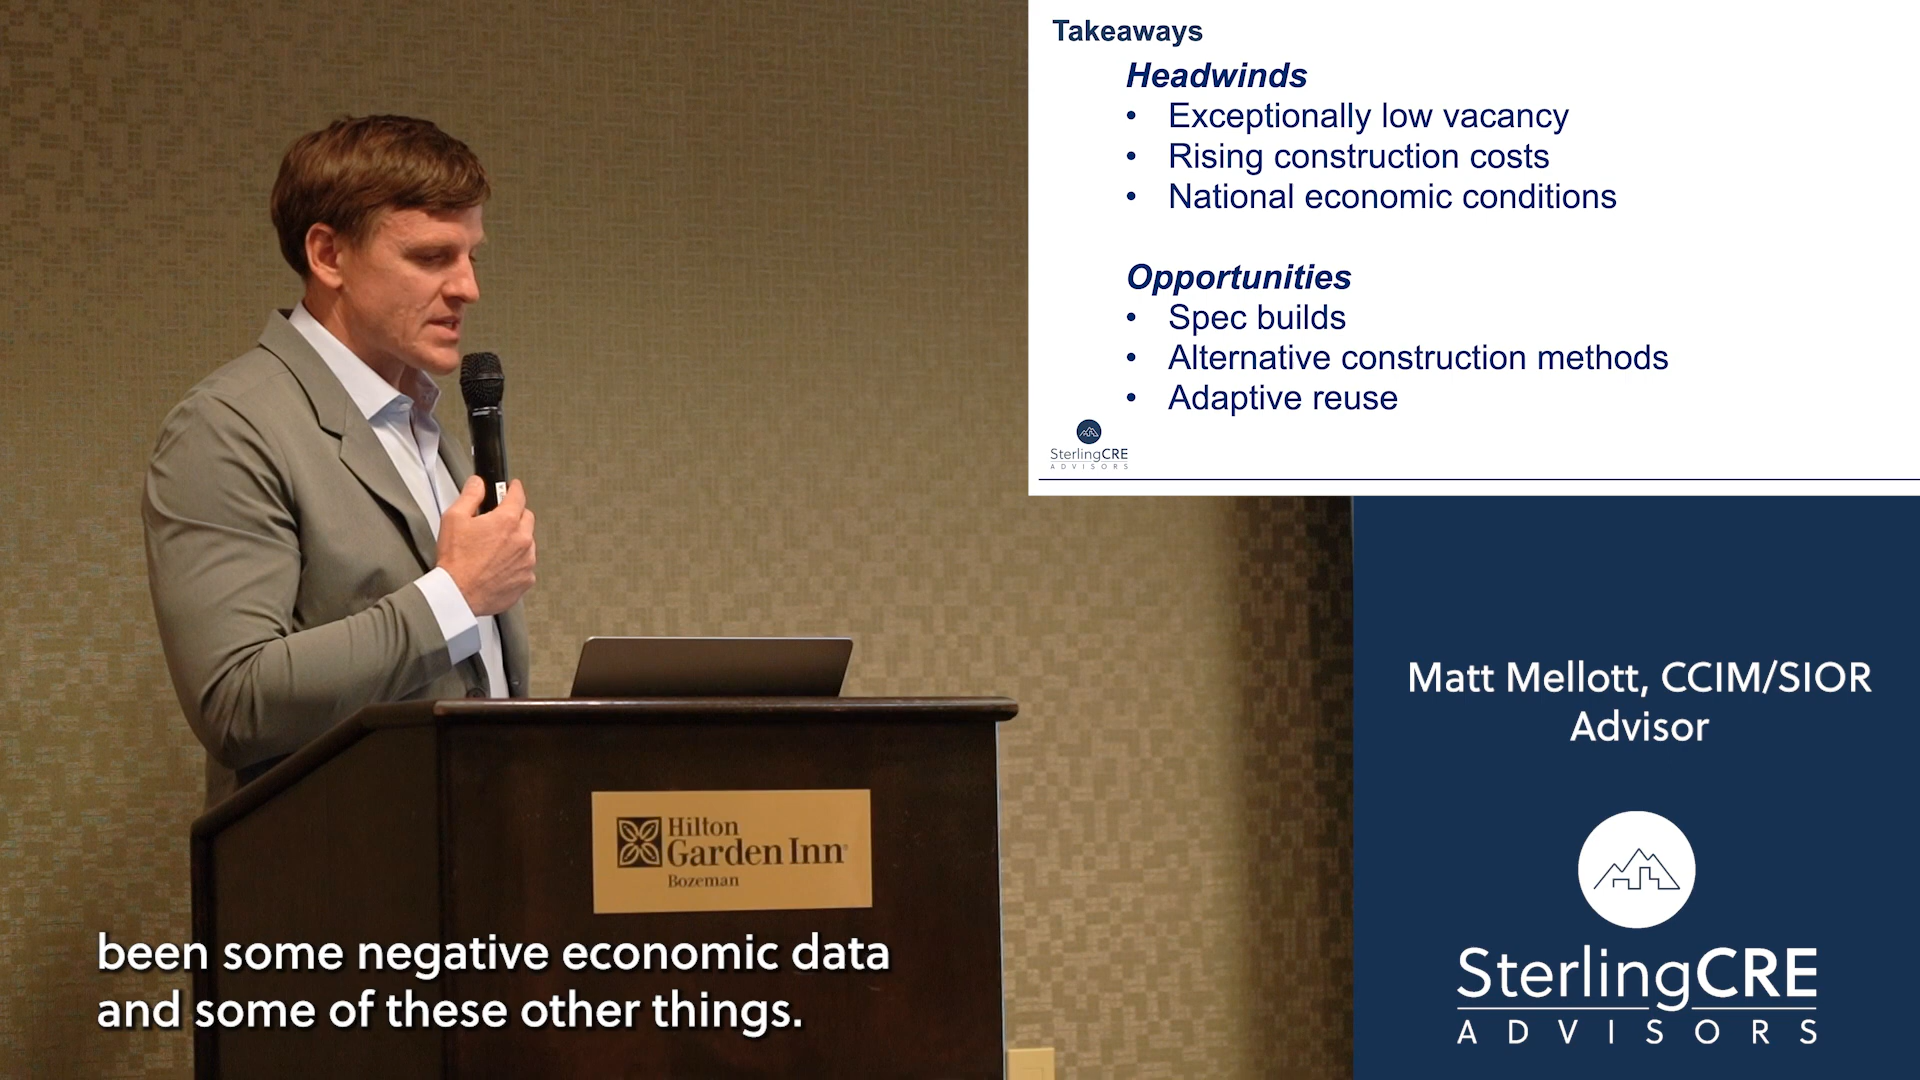 Takeaways
Headwinds
• Exceptionally low vacancy
• Rising construction costs
• National economic conditions
Opportunities
• Spec builds
• Alternative construction methods
• Adaptive reuse
SterlingCRE
ADVISORS
Matt Mellott, CCIM/SIOR
Advisor
SterlingCRE
ADVISORS
Hilton
Garden Inn
Bozeman
been some negative economic data
and some of these other things.